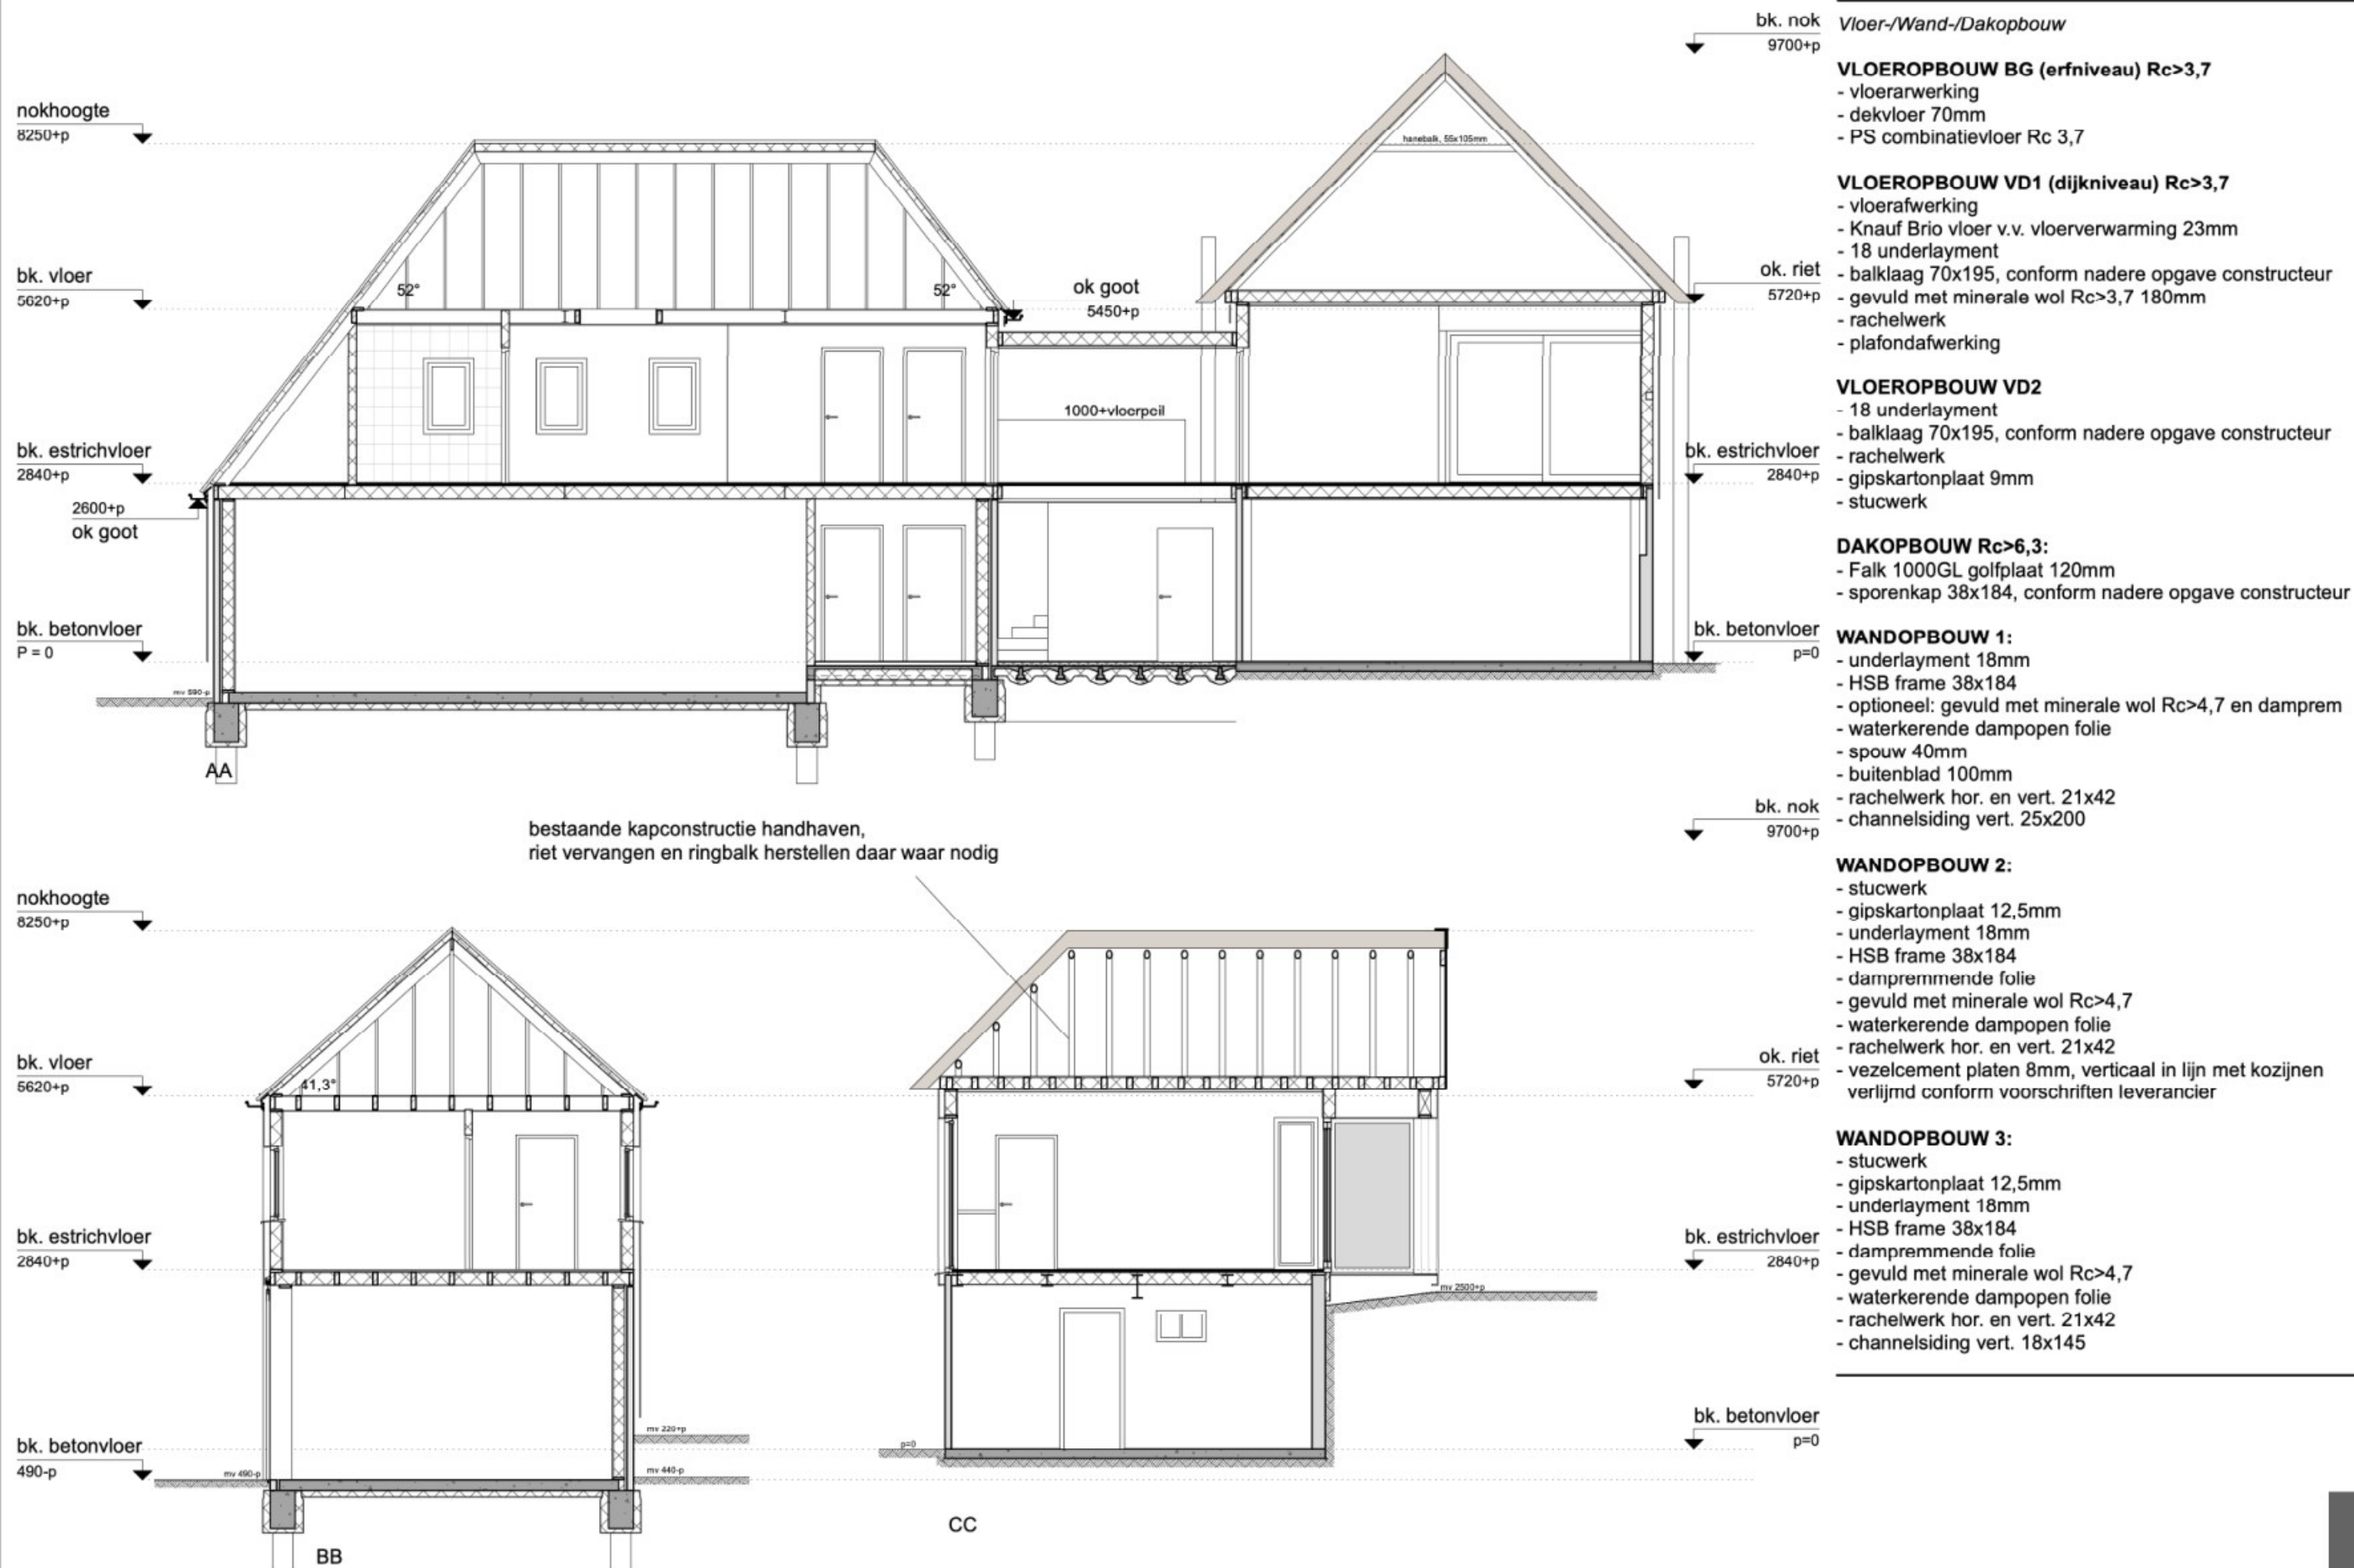 bk. nok
9700+p
nokhoogte
8250+p
hanebalk, 55x105mm
bk. vloer
5620+p
52°
52°
ok goot
5450+p
ok. riet
5720+p
1000+vloerpeil
bk. estrichvloer
2840+p
bk. estrichvloer
2840+p
2600+p
ok goot
bk. betonvloer
P = 0
bk. betonvloer
p=0
mv 590-p
AA
bestaande kapconstructie handhaven,
riet vervangen en ringbalk herstellen daar waar nodig
bk. nok
9700+p
nokhoogte
8250+p
bk. vloer
5620+p
41,3°
ok. riet
5720+p
bk. estrichvloer
2840+p
bk. estrichvloer
2840+p
mv 2500+p
bk. betonvloer
490-p
mv 490-p
mv 220+p
mv 440-p
p=0
bk. betonvloer
p=0
BB
CC
Vloer-/Wand-/Dakopbouw
VLOEROPBOUW BG (erfniveau) Rc>3,7
- vloerarwerking
- dekvloer 70mm
- PS combinatievloer Rc 3,7
VLOEROPBOUW VD1 (dijkniveau) Rc>3,7
- vloerafwerking
- Knauf Brio vloer v.v. vloerverwarming 23mm
- 18 underlayment
- balklaag 70x195, conform nadere opgave constructeur
- gevuld met minerale wol Rc>3,7 180mm
- rachelwerk
- plafondafwerking
VLOEROPBOUW VD2
- 18 underlayment
- balklaag 70x195, conform nadere opgave constructeur
- rachelwerk
- gipskartonplaat 9mm
- stucwerk
DAKOPBOUW Rc>6,3:
- Falk 1000GL golfplaat 120mm
- sporenkap 38x184, conform nadere opgave constructeur
WANDOPBOUW 1:
- underlayment 18mm
- HSB frame 38x184
- optioneel: gevuld met minerale wol Rc>4,7 en damprem
- waterkerende dampopen folie
- spouw 40mm
- buitenblad 100mm
- rachelwerk hor. en vert. 21x42
- channelsiding vert. 25x200
WANDOPBOUW 2:
- stucwerk
- gipskartonplaat 12,5mm
- underlayment 18mm
- HSB frame 38x184
- dampremmende folie
- gevuld met minerale wol Rc>4,7
- waterkerende dampopen folie
- rachelwerk hor. en vert. 21x42
- vezelcement platen 8mm, verticaal in lijn met kozijnen
verlijmd conform voorschriften leverancier
WANDOPBOUW 3:
- stucwerk
- gipskartonplaat 12,5mm
- underlayment 18mm
- HSB frame 38x184
- dampremmende folie
- gevuld met minerale wol Rc>4,7
- waterkerende dampopen folie
- rachelwerk hor. en vert. 21x42
- channelsiding vert. 18x145